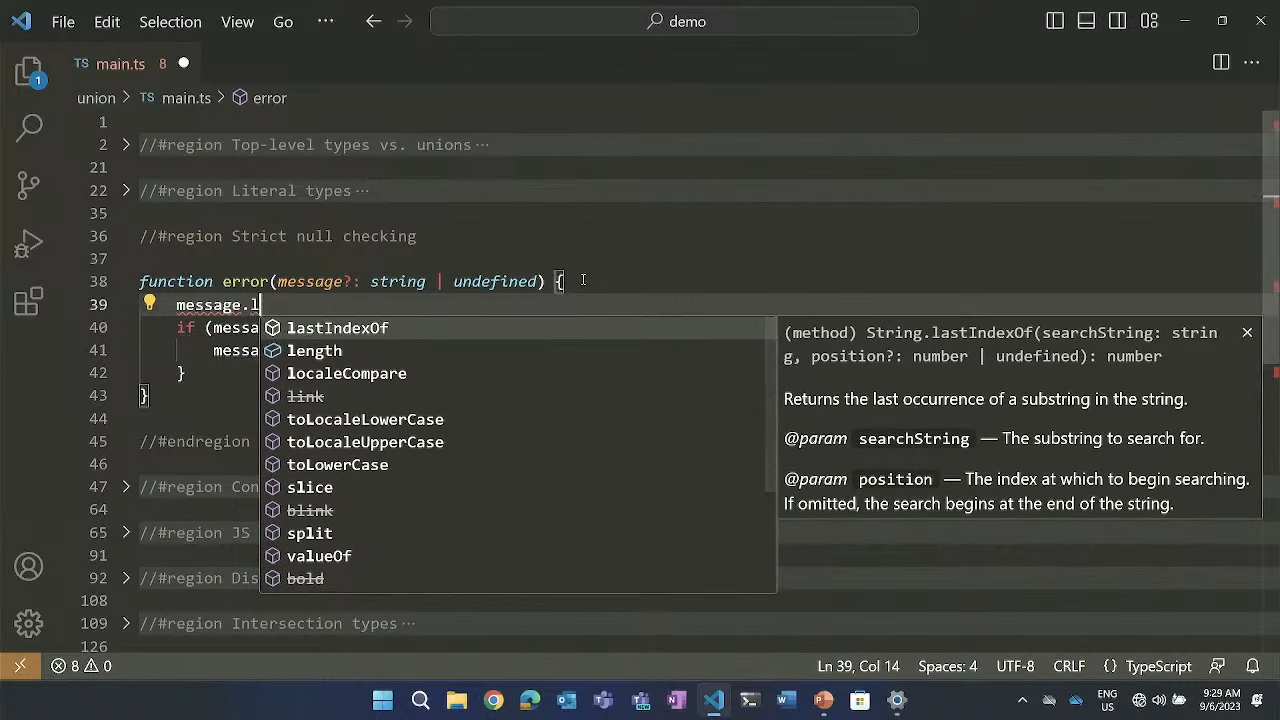 File Edit Selection View Go ··· demo
TS main.ts 8
1
union > TS main.ts > error
1
2 //#region Top-level types vs. unions ···
21
22 //#region Literal types ···
35
36 //#region Strict null checking
37
38 function error(message?: string | undefined) {
39 message.l
40 if (messa
41 messa
42 }
43 }
44
45 //#endregion
46
47 //#region Con
64
65 //#region JS
91
92 //#region Dis
108
109 //#region Intersection types ···
126
lastIndexOf
length
localeCompare
link
toLocaleLowerCase
toLocaleUpperCase
toLowerCase
slice
blink
split
valueOf
bold
(method) String.lastIndexOf(searchString: strin
g, position?: number | undefined): number
Returns the last occurrence of a substring in the string.
@param searchString — The substring to search for.
@param position — The index at which to begin searching.
If omitted, the search begins at the end of the string.
8 0 Ln 39, Col 14 Spaces: 4 UTF-8 CRLF {} TypeScript
ENG
US
9:29 AM
9/6/2023